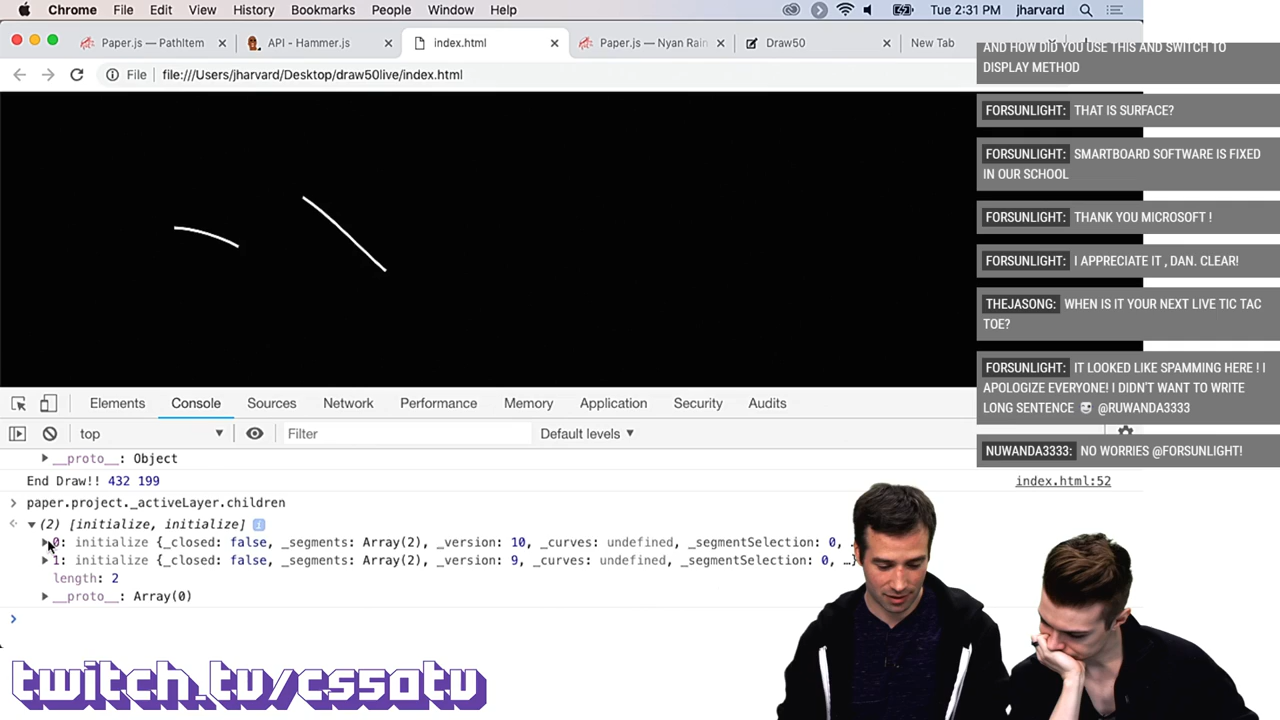 Chrome File Edit View History Bookmarks People Window Help Tue 2:31 PM jharvard
Paper.js — PathItem API - Hammer.js index.html Paper.js — Nyan Rain Draw50 New Tab
File file:///Users/jharvard/Desktop/draw50live/index.html
AND HOW DID YOU USE THIS AND SWITCH TO
DISPLAY METHOD
FORSUNLIGHT: THAT IS SURFACE?
FORSUNLIGHT: SMARTBOARD SOFTWARE IS FIXED
IN OUR SCHOOL
FORSUNLIGHT: THANK YOU MICROSOFT !
FORSUNLIGHT: I APPRECIATE IT , DAN. CLEAR!
THEJASONG: WHEN IS IT YOUR NEXT LIVE TIC TAC
TOE?
FORSUNLIGHT: IT LOOKED LIKE SPAMMING HERE ! I
APOLOGIZE EVERYONE! I DIDN'T WANT TO WRITE
LONG SENTENCE @RUWANDA3333
NUWANDA3333: NO WORRIES @FORSUNLIGHT!
Elements Console Sources Network Performance Memory Application Security Audits
top Filter Default levels
__proto__: Object
End Draw!! 432 199 index.html:52
paper.project._activeLayer.children
(2) [initialize, initialize]
0: initialize {_closed: false, _segments: Array(2), _version: 10, _curves: undefined, _segmentSelection: 0, …
1: initialize {_closed: false, _segments: Array(2), _version: 9, _curves: undefined, _segmentSelection: 0, …}
length: 2
__proto__: Array(0)
twitch.tv/cs50tv